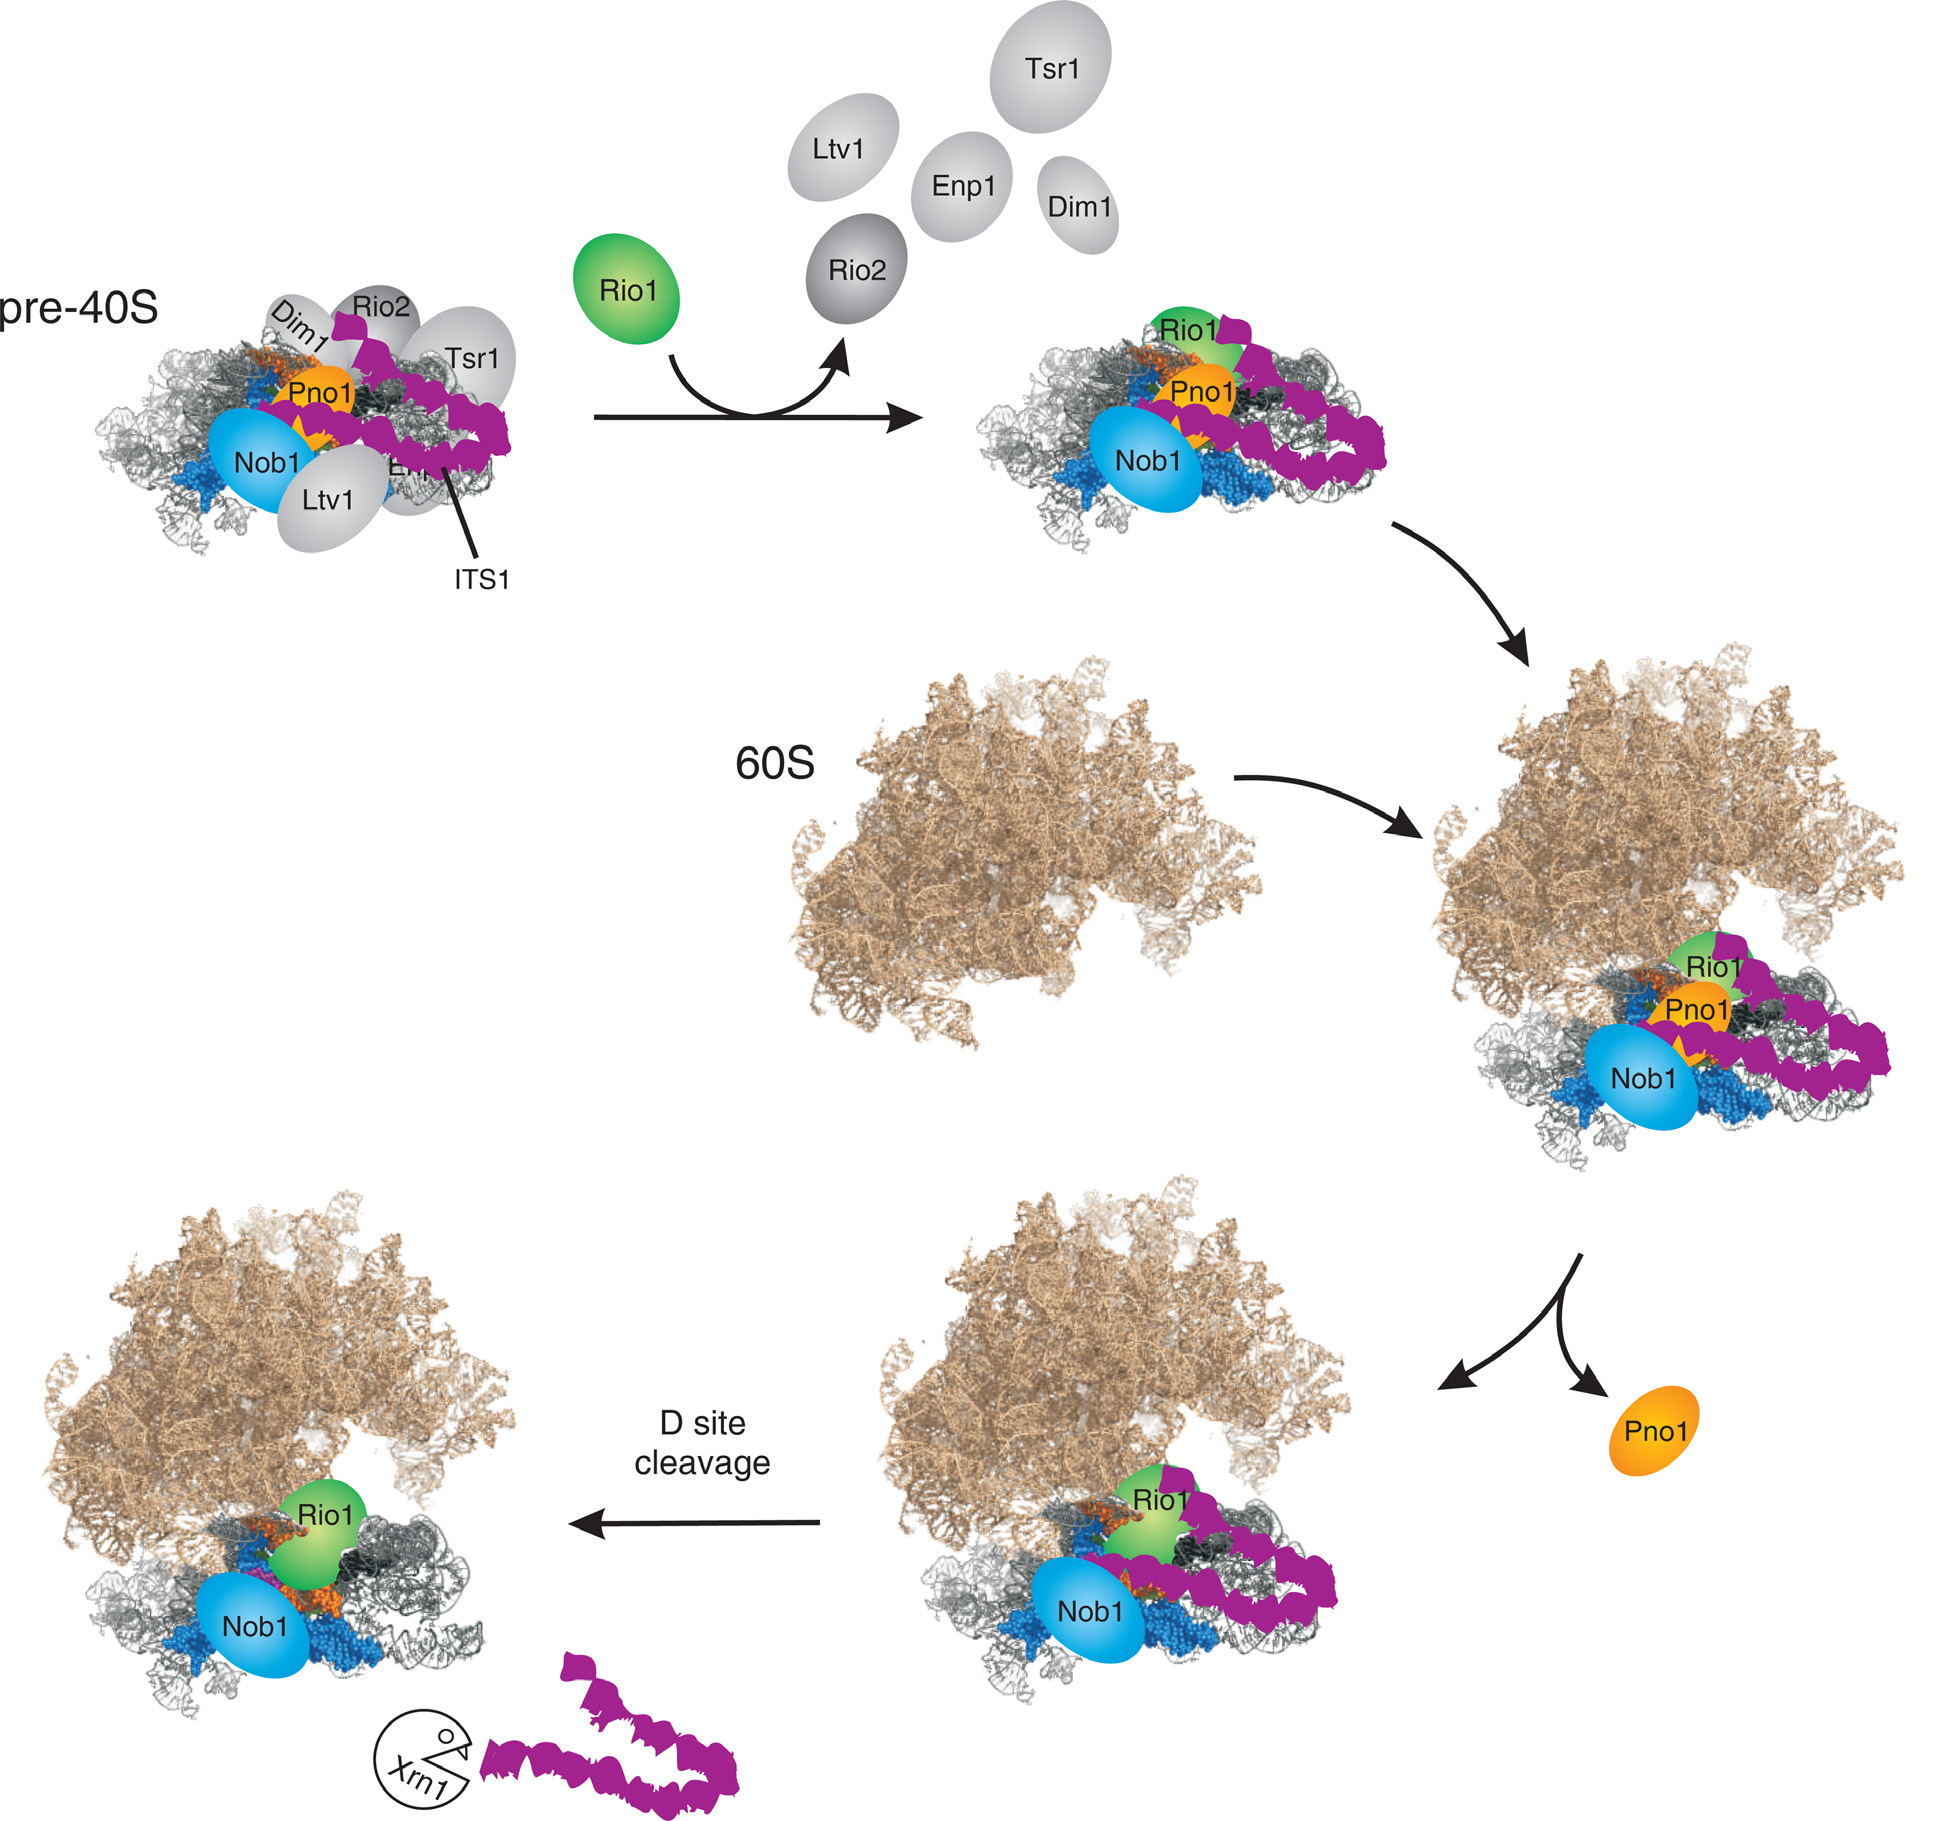 Tsr1
Ltv1
Enp1
Dim1
Rio2
Rio1
pre-40S
Dim1
Rio2
Tsr1
Pno1
Nob1
Ltv1
ITS1
Rio1
Pno1
Nob1
60S
Rio1
Pno1
Nob1
Pno1
D site
cleavage
Rio1
Nob1
Rio1
Nob1
Xrn1